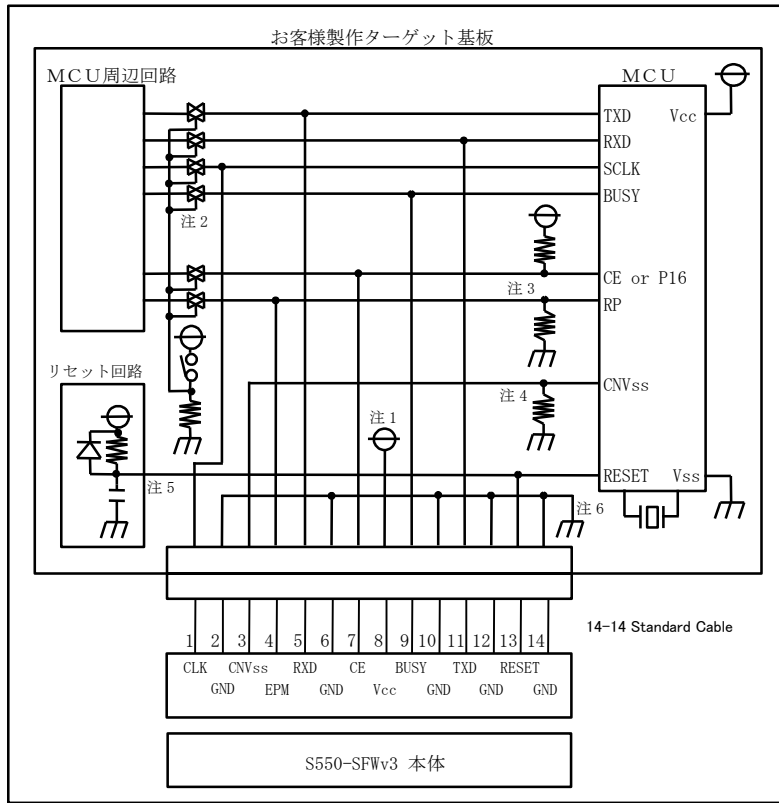 お客様製作ターゲット基板
MCU周辺回路
MCU
TXD
Vcc
RXD
SCLK
BUSY
注2
CE or P16
注3
RP
リセット回路
CNVss
注4
注1
RESET
Vss
注5
注6
14-14 Standard Cable
1 2 3 4 5 6 7 8 9 10 11 12 13 14
CLK CNVss RXD CE BUSY TXD RESET
GND EPM GND Vcc GND GND GND
S550-SFWv3 本体